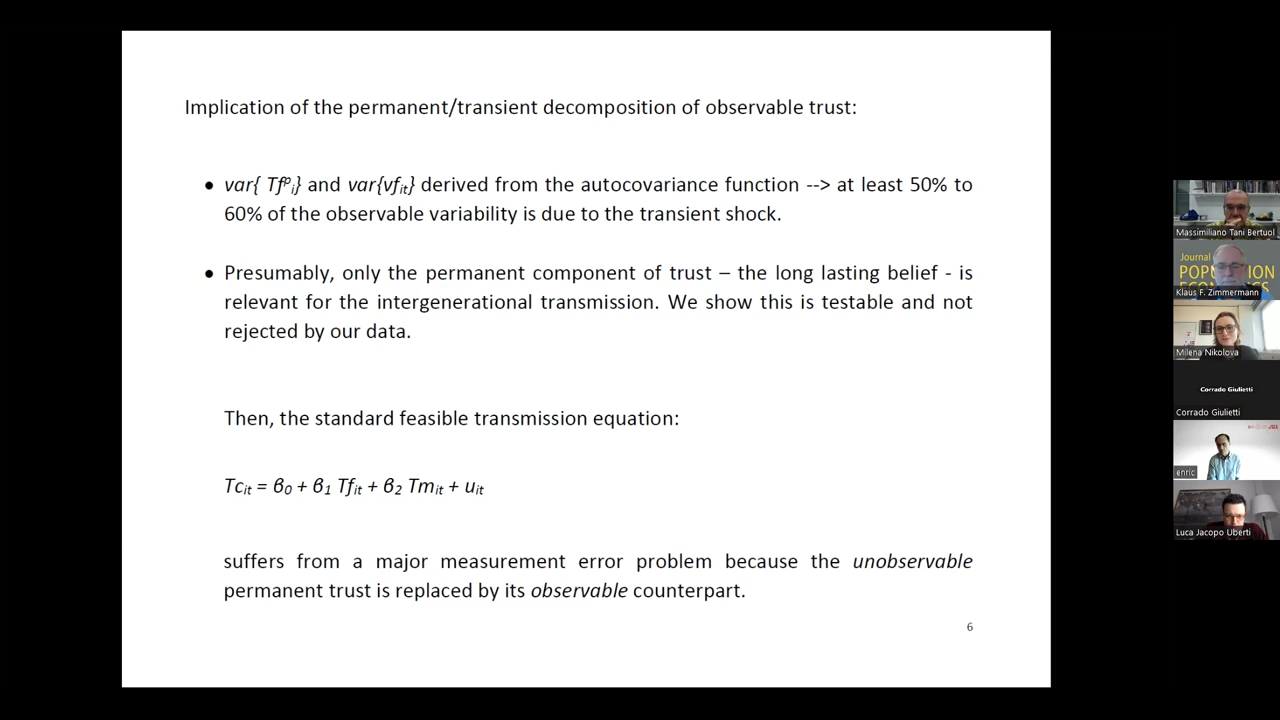 Implication of the permanent/transient decomposition of observable trust:
• var{ Tfᵖᵢ} and var{vfᵢₜ} derived from the autocovariance function --> at least 50% to
60% of the observable variability is due to the transient shock.
• Presumably, only the permanent component of trust – the long lasting belief - is
relevant for the intergenerational transmission. We show this is testable and not
rejected by our data.
Then, the standard feasible transmission equation:
Tcᵢₜ = β₀ + β₁ Tfᵢₜ + β₂ Tmᵢₜ + uᵢₜ
suffers from a major measurement error problem because the unobservable
permanent trust is replaced by its observable counterpart.
6
Massimiliano Tani Bertuol
Journal
Klaus F. Zimmermann
Milena Nikolova
Corrado Giulietti
Corrado Giulietti
enric
Luca Jacopo Uberti